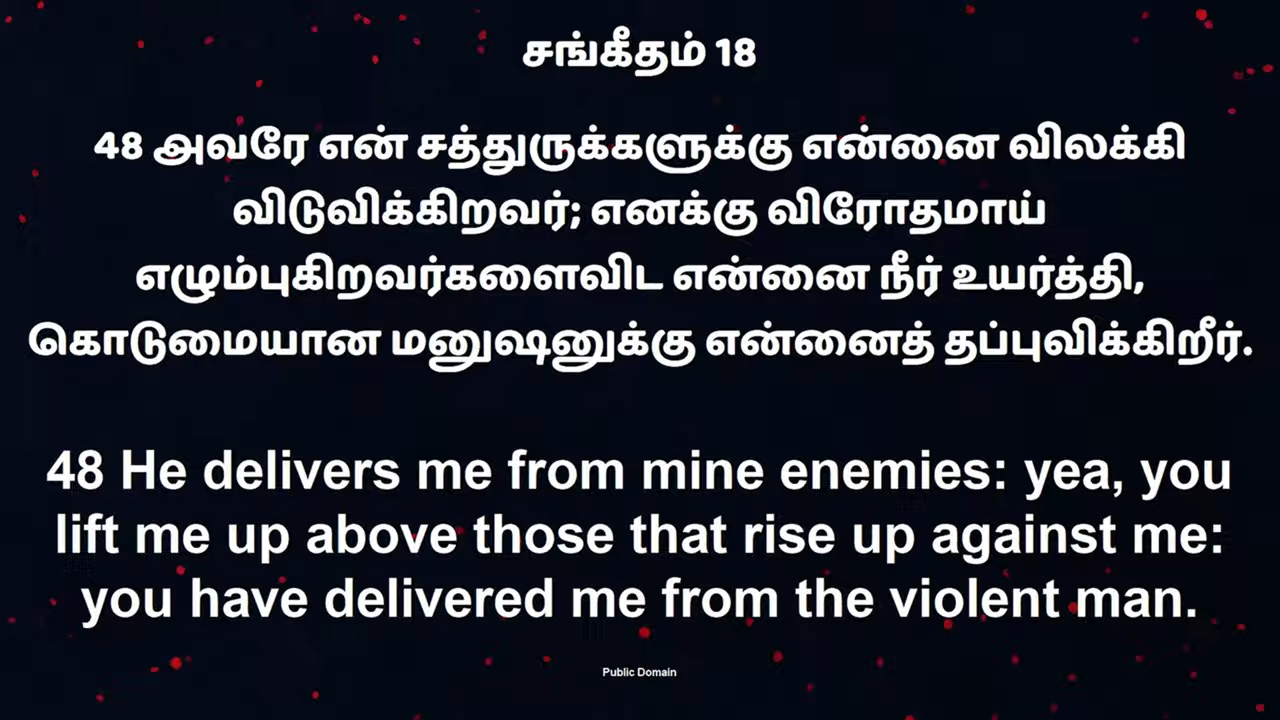 சங்கீதம் 18
48 அவரே என் சத்துருக்களுக்கு என்னை விலக்கி
விடுவிக்கிறவர்; எனக்கு விரோதமாய்
எழும்புகிறவர்களைவிட என்னை நீர் உயர்த்தி,
கொடுமையான மனுஷனுக்கு என்னைத் தப்புவிக்கிறீர்.
48 He delivers me from mine enemies: yea, you
lift me up above those that rise up against me:
you have delivered me from the violent man.
Public Domain